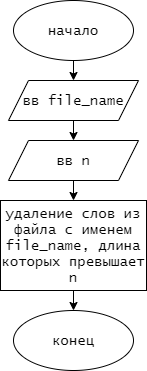 начало
вв file_name
вв n
удаление слов из
файла с именем
file_name, длина
которых превышает
n
конец